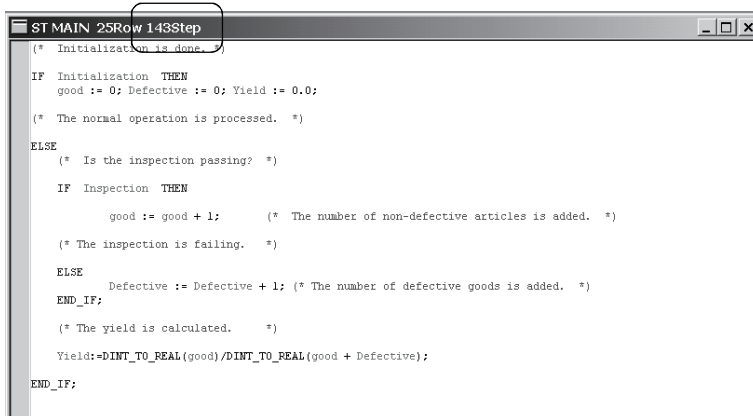 ST MAIN 25Row 143Step
(* Initialization is done. *)
IF Initialization THEN
good := 0; Defective := 0; Yield := 0.0;
(* The normal operation is processed. *)
ELSE
(* Is the inspection passing? *)
IF Inspection THEN
good := good + 1; (* The number of non-defective articles is added. *)
(* The inspection is failing. *)
ELSE
Defective := Defective + 1; (* The number of defective goods is added. *)
END_IF;
(* The yield is calculated. *)
Yield:=DINT_TO_REAL(good)/DINT_TO_REAL(good + Defective);
END_IF;